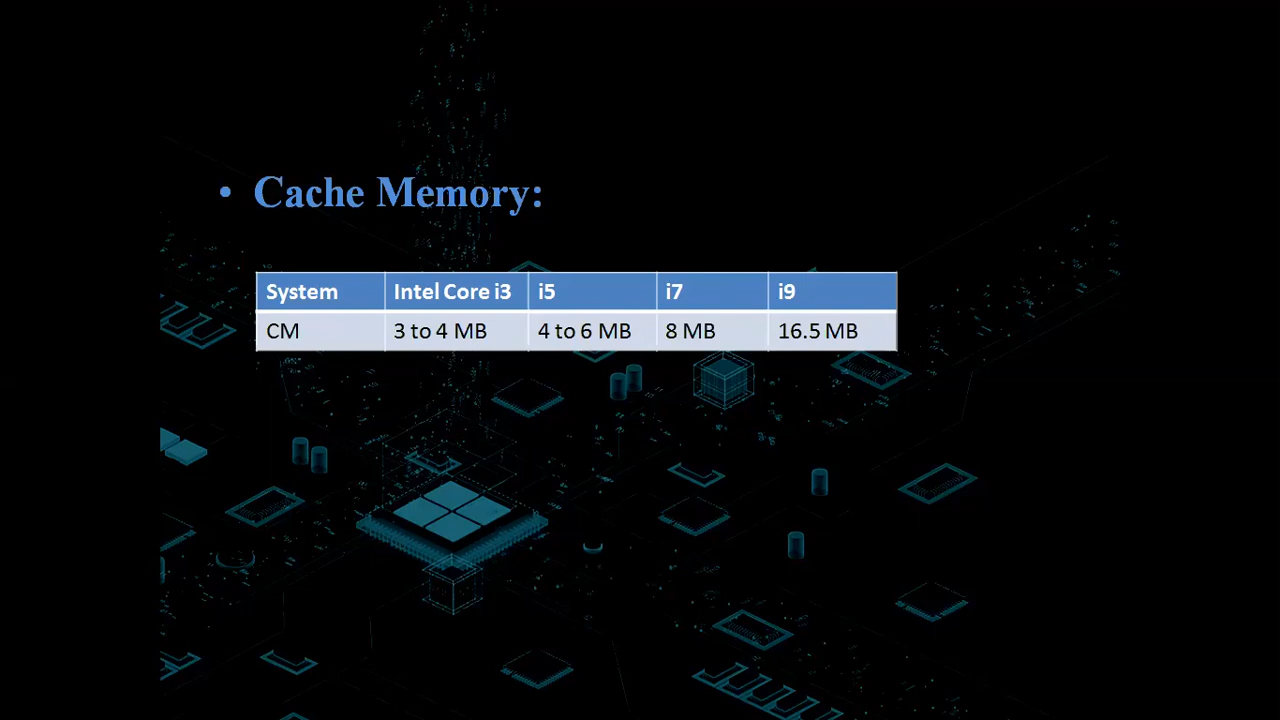 • Cache Memory:
System Intel Core i3 i5 i7 i9
CM 3 to 4 MB 4 to 6 MB 8 MB 16.5 MB